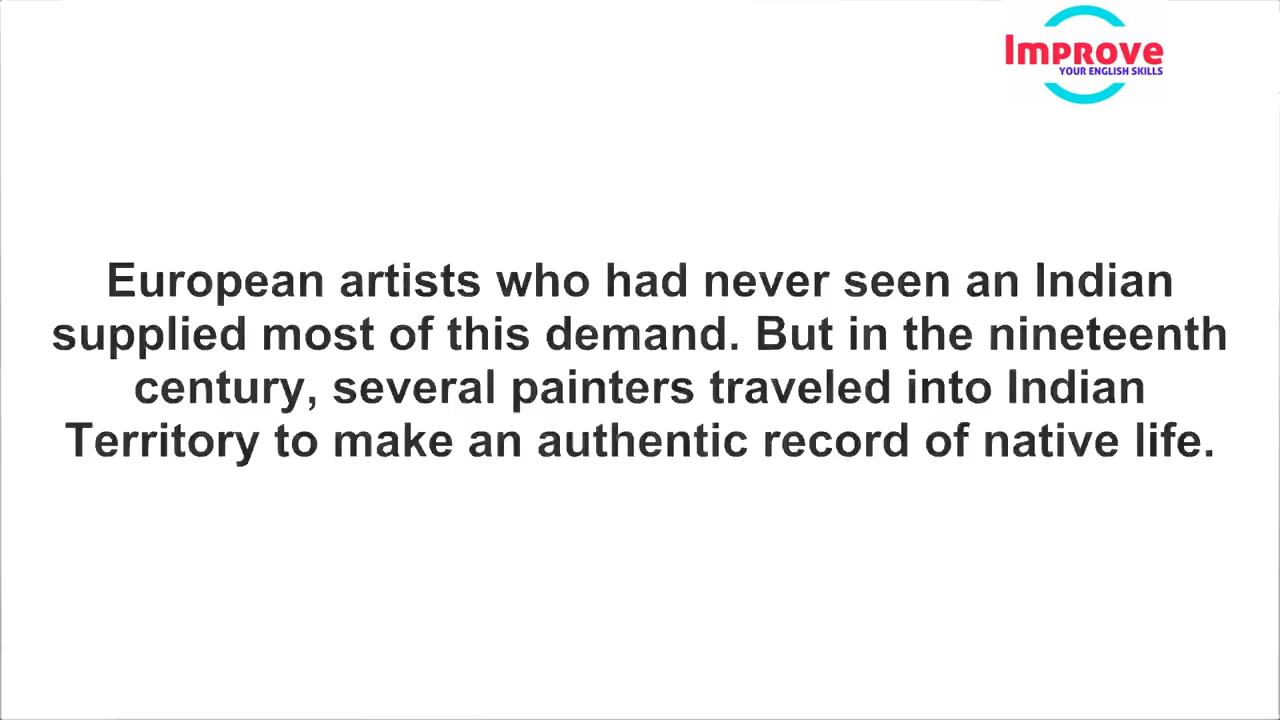 Improve
YOUR ENGLISH SKILLS
European artists who had never seen an Indian
supplied most of this demand. But in the nineteenth
century, several painters traveled into Indian
Territory to make an authentic record of native life.